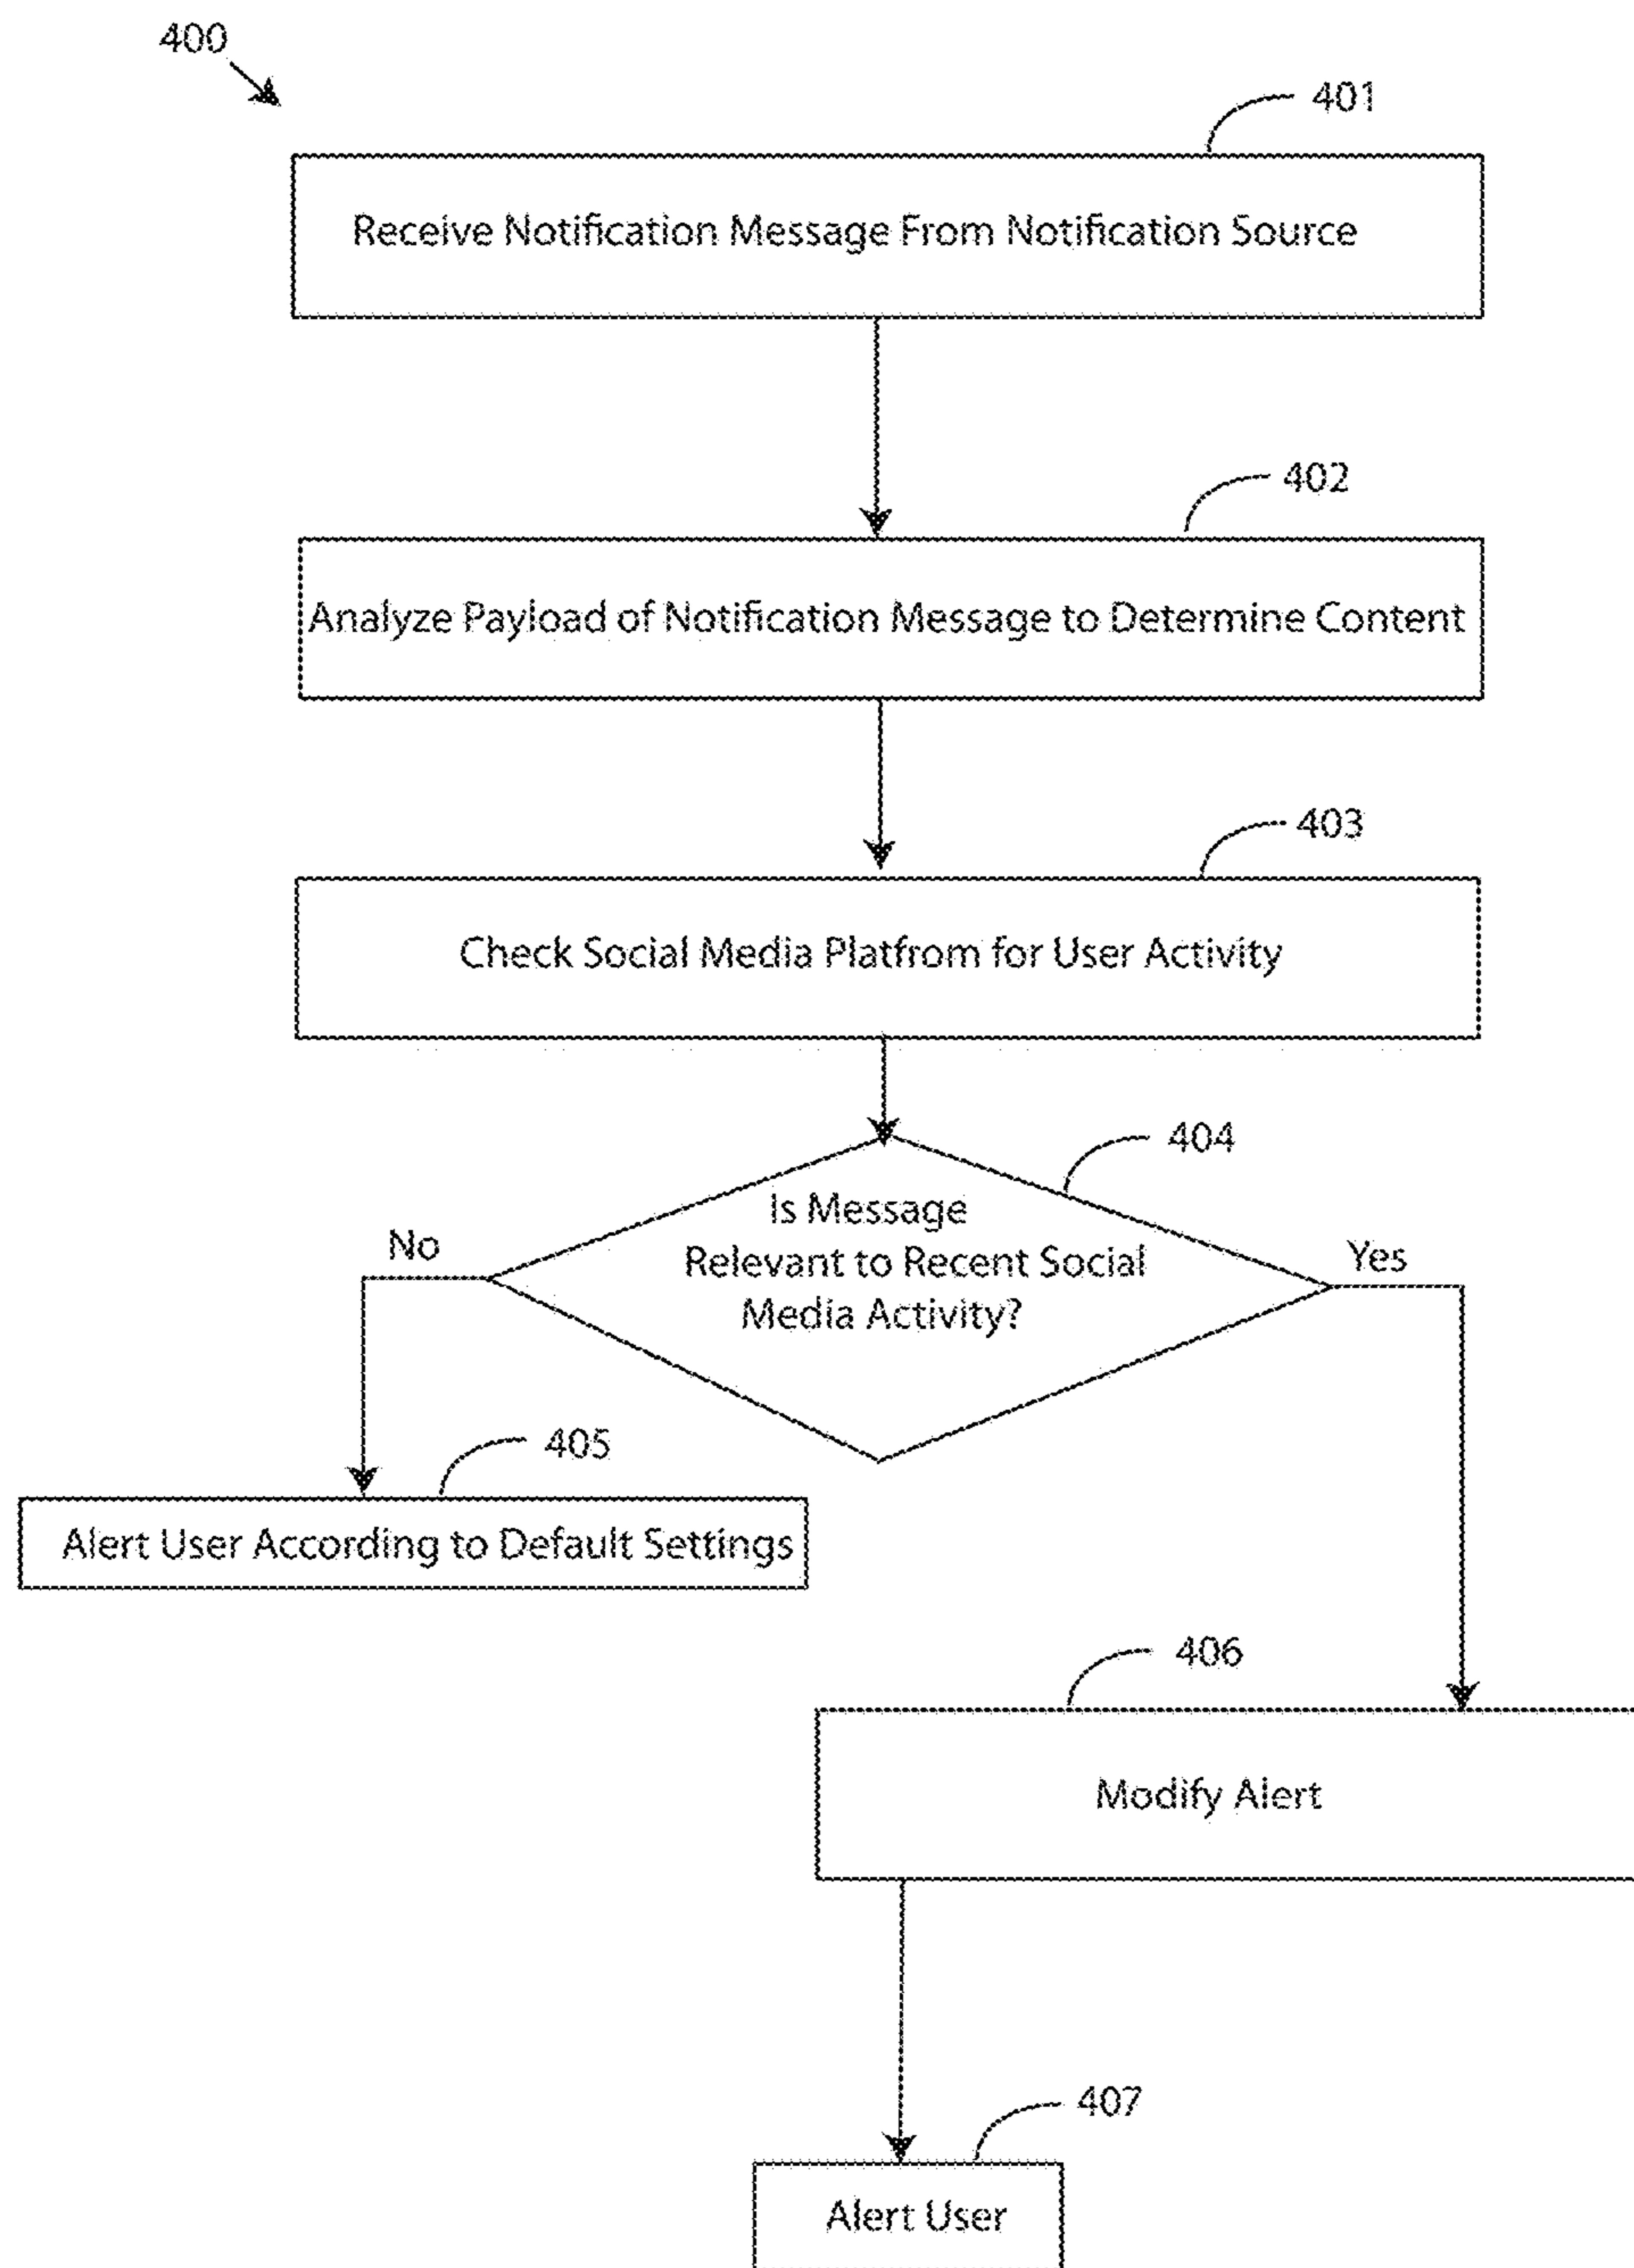 400
401
Receive Notification Message From Notification Source
402
Analyze Payload of Notification Message to Determine Content
403
Check Social Media Platfrom for User Activity
404
Is Message
Relevant to Recent Social
Media Activity?
No
Yes
405
Alert User According to Default Settings
406
Modify Alert
407
Alert User